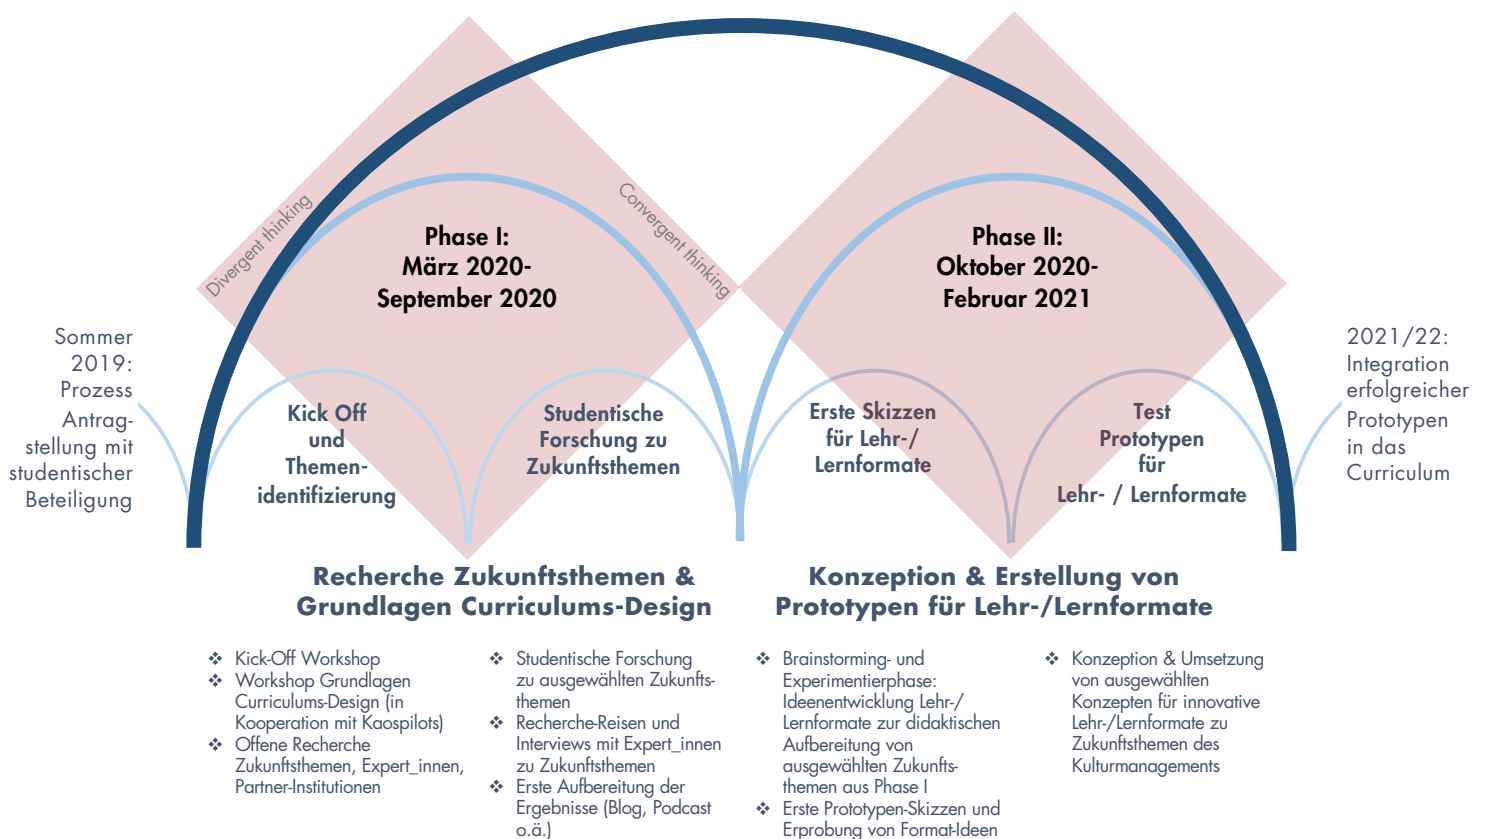 Divergent thinking
Convergent thinking
Phase I:
März 2020-
September 2020
Phase II:
Oktober 2020-
Februar 2021
Sommer
2019:
Prozess
Antrag-
stellung mit
studentischer
Beteiligung
Kick Off
und
Themen-
identifizierung
Studentische
Forschung zu
Zukunftsthemen
Erste Skizzen
für Lehr-/
Lernformate
Test
Prototypen
für
Lehr- / Lernformate
2021/22:
Integration
erfolgreicher
Prototypen
in das
Curriculum
Recherche Zukunftsthemen &
Grundlagen Curriculums-Design
Konzeption & Erstellung von
Prototypen für Lehr-/Lernformate
❖ Kick-Off Workshop
❖ Workshop Grundlagen
Curriculums-Design (in
Kooperation mit Kaospilots)
❖ Offene Recherche
Zukunftsthemen, Expert_innen,
Partner-Institutionen
❖ Studentische Forschung
zu ausgewählten Zukunfts-
themen
❖ Recherche-Reisen und
Interviews mit Expert_innen
zu Zukunftsthemen
❖ Erste Aufbereitung der
Ergebnisse (Blog, Podcast
o.ä.)
❖ Brainstorming- und
Experimentierphase:
Ideenentwicklung Lehr-/
Lernformate zur didaktischen
Aufbereitung von
ausgewählten Zukunfts-
themen aus Phase I
❖ Erste Prototypen-Skizzen und
Erprobung von Format-Ideen
❖ Konzeption & Umsetzung
von ausgewählten
Konzepten für innovative
Lehr-/Lernformate zu
Zukunftsthemen des
Kulturmanagements